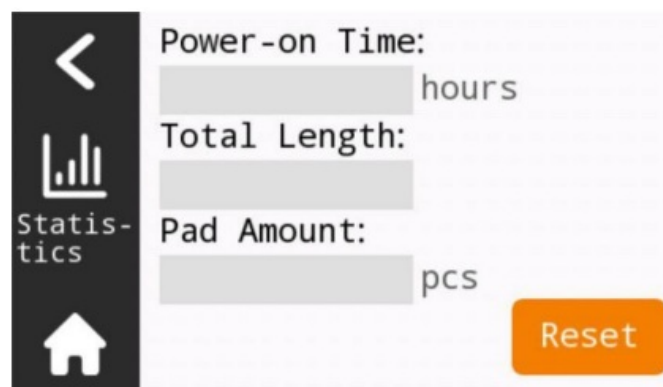 Statis-
tics
Power-on Time:
hours
Total Length:
Pad Amount:
pcs
Reset